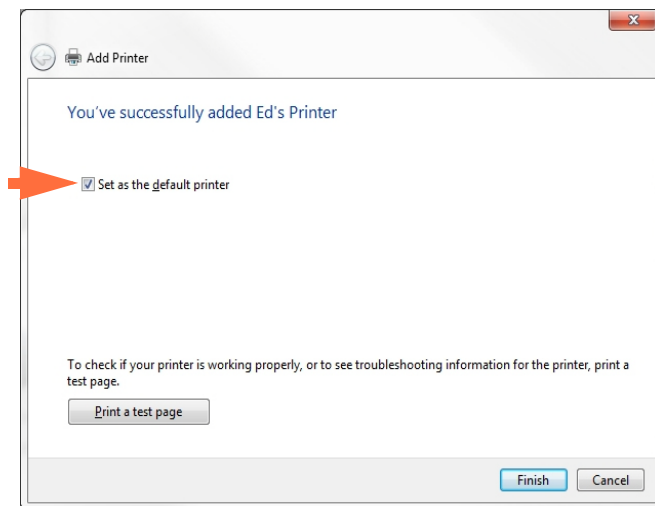 Add Printer
You've successfully added Ed's Printer
Set as the default printer
To check if your printer is working properly, or to see troubleshooting information for the printer, print a
test page.
Print a test page
Finish Cancel